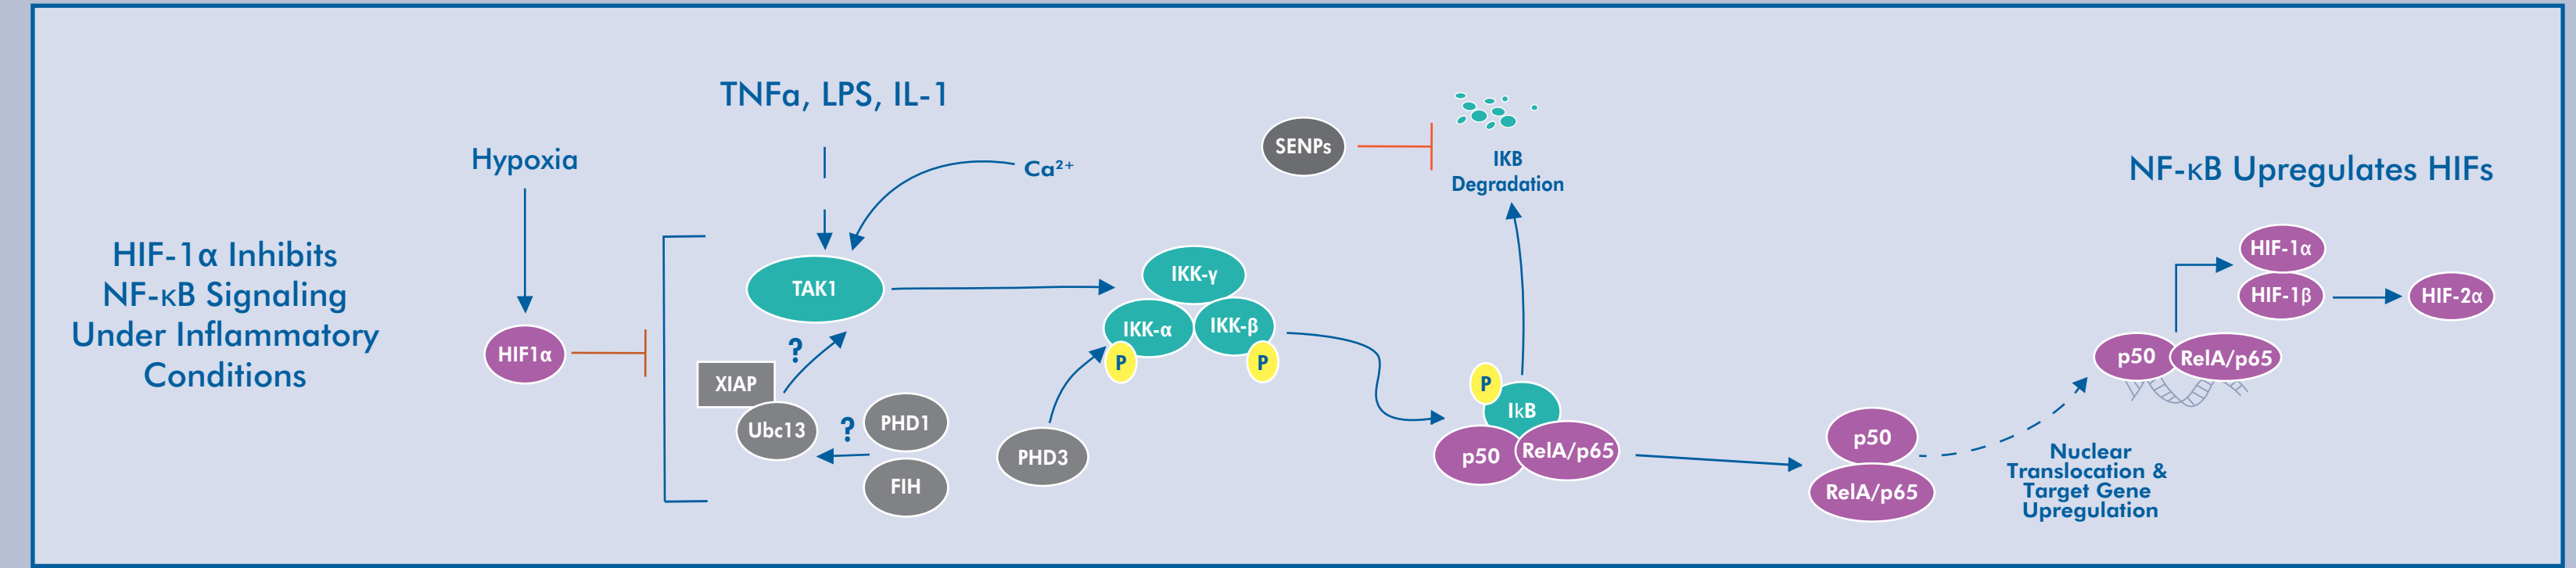 HIF-1α Inhibits
NF-κB Signaling
Under Inflammatory
Conditions
Hypoxia
HIF1α
TNFα, LPS, IL-1
Ca²⁺
TAK1
?
XIAP
Ubc13
?
PHD1
FIH
PHD3
IKK-γ
IKK-α
IKK-β
P
P
SENPs
IKB
Degradation
P
IkB
p50
RelA/p65
p50
RelA/p65
Nuclear
Translocation &
Target Gene
Upregulation
NF-κB Upregulates HIFs
HIF-1α
HIF-1β
HIF-2α
p50
RelA/p65